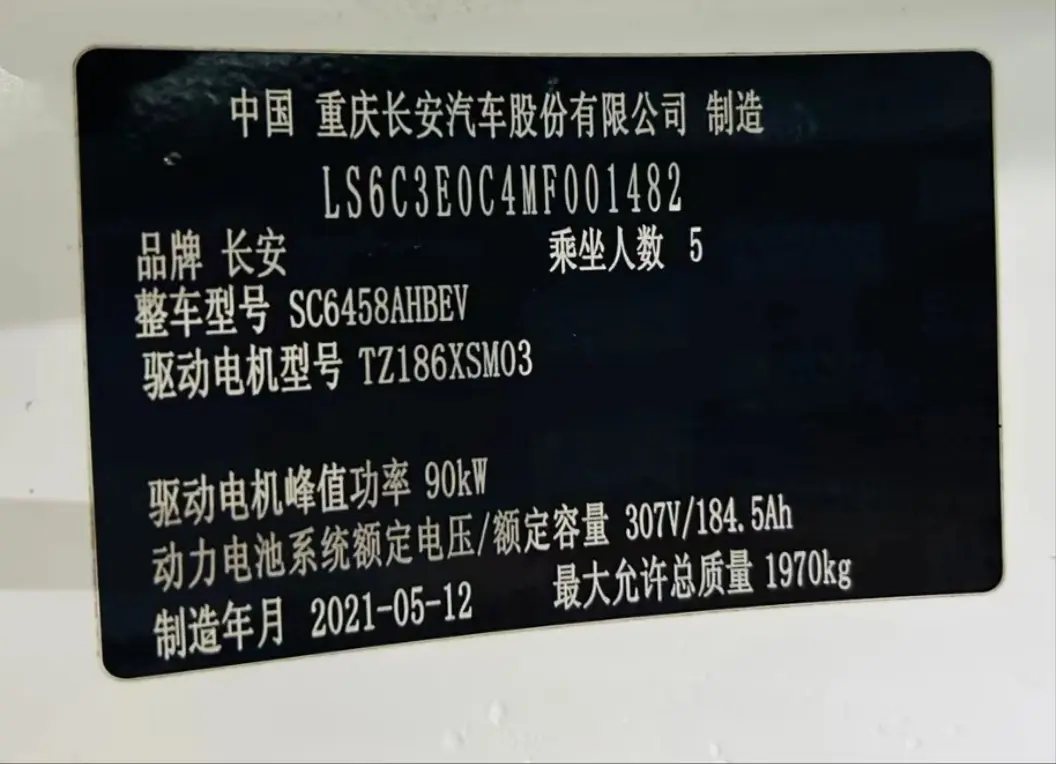 中国 重庆长安汽车股份有限公司 制造
LS6C3E0C4MF001482
品牌 长安 乘坐人数 5
整车型号 SC6458AHBEV
驱动电机型号 TZ186XSM03
驱动电机峰值功率 90kW
动力电池系统额定电压/额定容量 307V/184.5Ah
制造年月 2021-05-12 最大允许总质量 1970kg